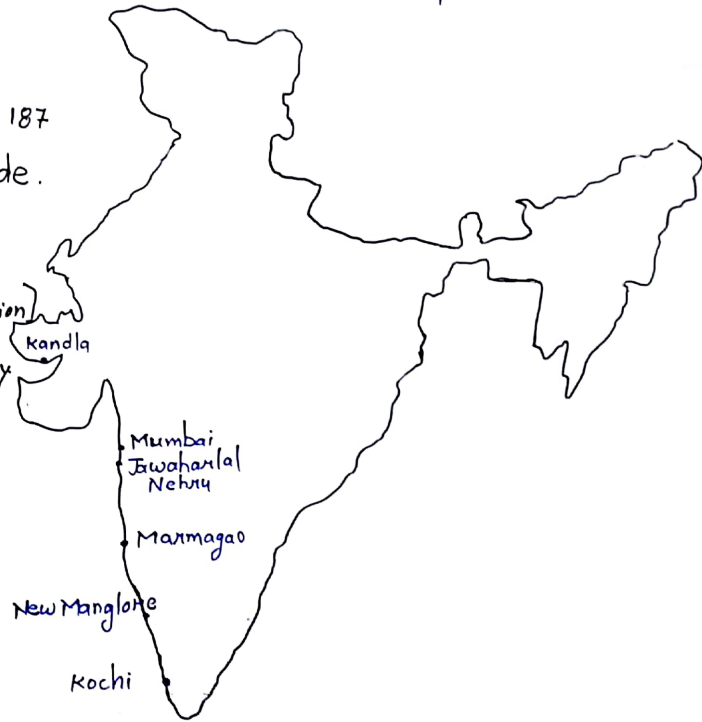 187
de.
ion]
Kandla
y
Mumbai
Jawaharlal
Nehru
Marmagao
New Manglore
Kochi